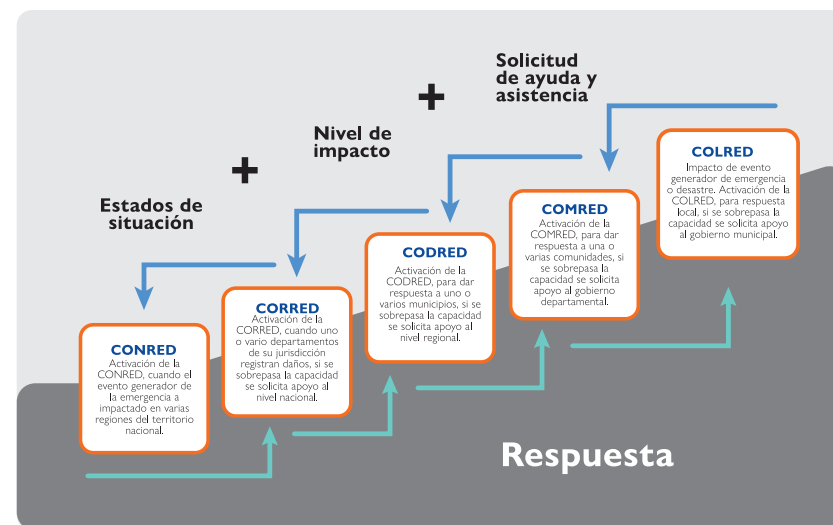 Solicitud
de ayuda y
asistencia
+
Nivel de
impacto
+
Estados de
situación
COLRED
Impacto de evento
generador de emergencia
o desastre. Activación de la
COLRED, para respuesta
local, si se sobrepasa la
capacidad se solicita apoyo
al gobierno municipal.
COMRED
Activación de la
COMRED, para dar
respuesta a una o
varias comunidades, si
se sobrepasa la
capacidad se solicita
apoyo al gobierno
departamental.
CODRED
Activación de la
CODRED, para dar
respuesta a uno o
varios municipios, si se
sobrepasa la capacidad
se solicita apoyo al
nivel regional.
CORRED
Activación de la
CORRED, cuando uno
o vario departamentos
de su jurisdicción
registran daños, si se
sobrepasa la capacidad
se solicita apoyo al
nivel nacional.
CONRED
Activación de la
CONRED, cuando el
evento generador de
la emergencia a
impactado en varias
regiones del territorio
nacional.
Respuesta